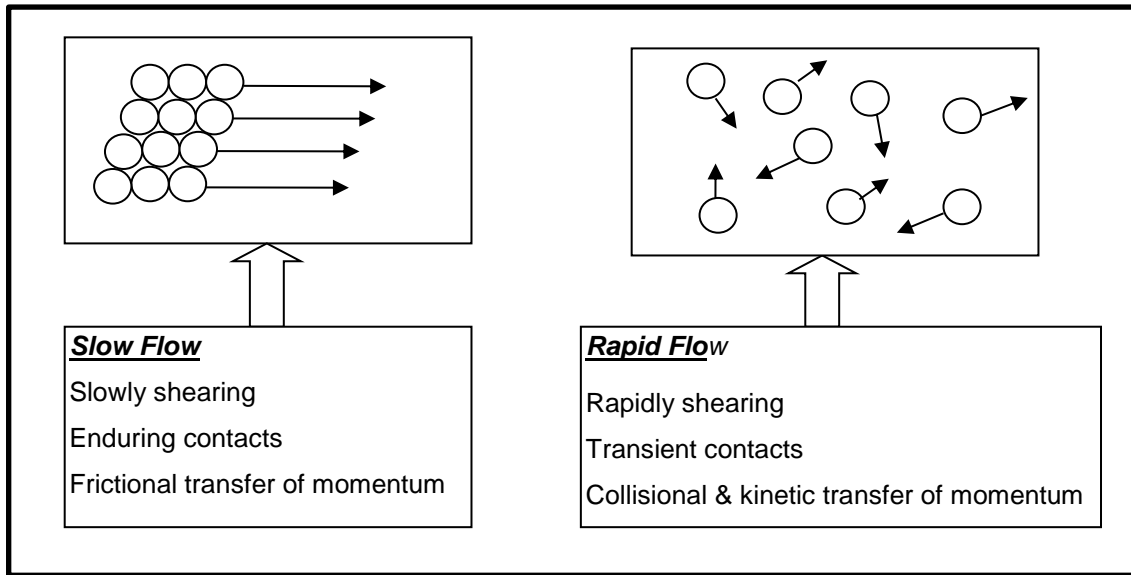 Slow Flow
Slowly shearing
Enduring contacts
Frictional transfer of momentum
Rapid Flow
Rapidly shearing
Transient contacts
Collisional & kinetic transfer of momentum